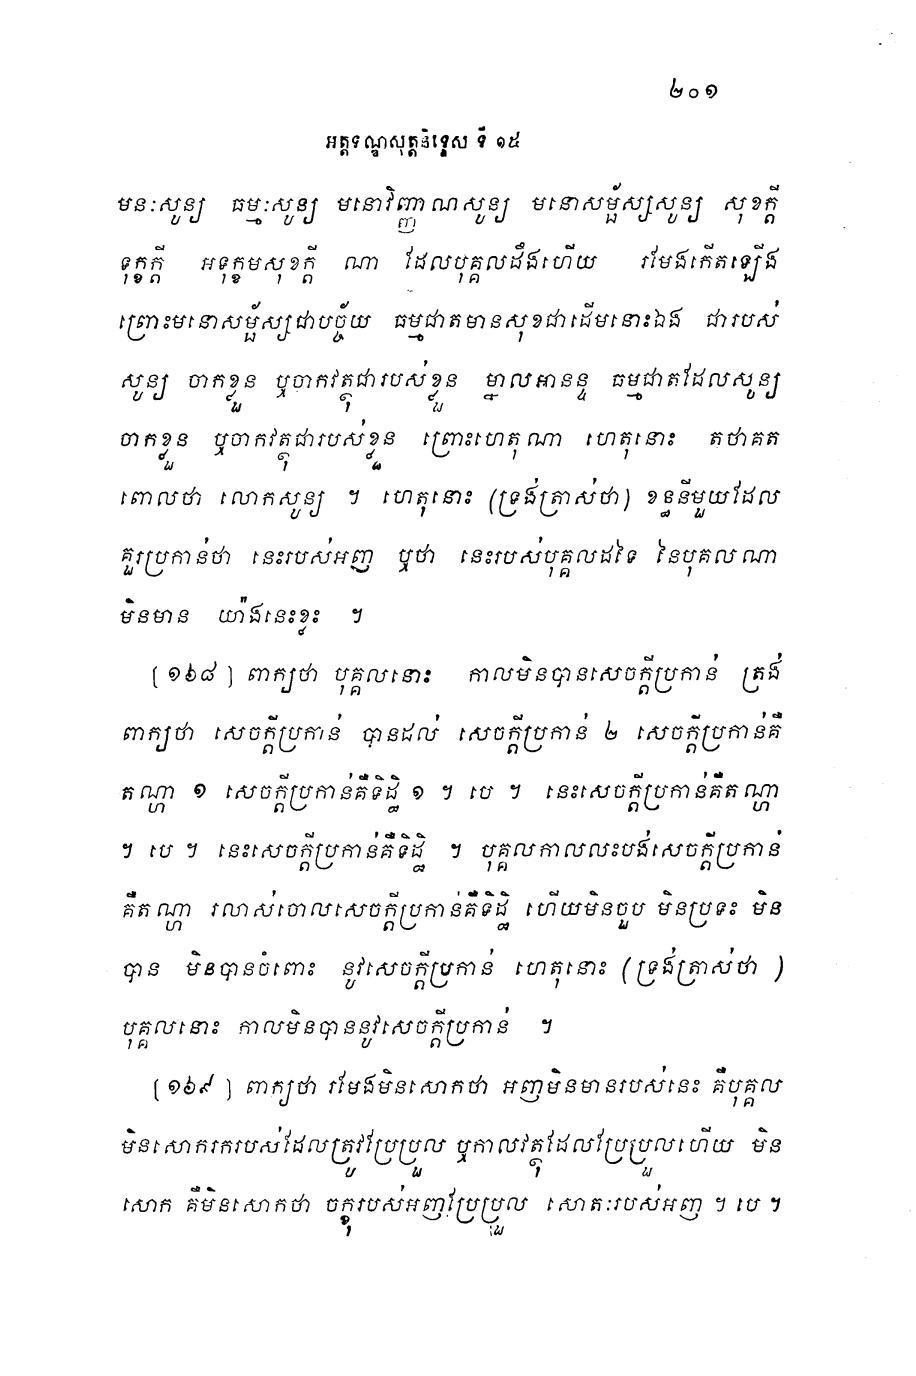 ២០១
អត្តទណ្ឌសុត្តនិទ្ទេស ទី ១៥
មនៈសូន្យ ធម្មៈសូន្យ មនោវិញ្ញាណសូន្យ មនោសម្ផ័ស្សសូន្យ សុខក្តី
ទុក្ខក្តី អទុក្ខមសុខក្តី ណា ដែលបុគ្គលដឹងហើយ រមែងកើតឡើង
ព្រោះមនោសម្ផ័ស្សជាបច្ច័យ ធម្មជាតមានសុខជាដើមនោះឯង ជារបស់
សូន្យ ចាកខ្លួន ឬចាកវត្ថុជារបស់ខ្លួន ម្នាលអានន្ទ ធម្មជាតដែលសូន្យ
ចាកខ្លួន ឬចាកវត្ថុជារបស់ខ្លួន ព្រោះហេតុណា ហេតុនោះ តថាគត
ពោលថា លោកសូន្យ ។ ហេតុនោះ (ទ្រង់ត្រាស់ថា) ខន្ធនីមួយដែល
គួរប្រកាន់ថា នេះរបស់អញ ឬថា នេះរបស់បុគ្គលដទៃ នៃបុគលណា
មិនមាន យ៉ាងនេះខ្លះ ។
[១៦៨] ពាក្យថា បុគ្គលនោះ កាលមិនបានសេចក្តីប្រកាន់ ត្រង់
ពាក្យថា សេចក្តីប្រកាន់ បានដល់ សេចក្តីប្រកាន់ ២ សេចក្តីប្រកាន់គឺ
តណ្ហា ១ សេចក្តីប្រកាន់គឺទិដ្ឋិ ១ ។ បេ ។ នេះសេចក្តីប្រកាន់គឺតណ្ហា
។ បេ ។ នេះសេចក្តីប្រកាន់គឺទិដ្ឋិ ។ បុគ្គលកាលលះបង់សេចក្តីប្រកាន់
គឺតណ្ហា រលាស់ចោលសេចក្តីប្រកាន់គឺទិដ្ឋិ ហើយមិនចួប មិនប្រទះ មិន
បាន មិនបានចំពោះ នូវសេចក្តីប្រកាន់ ហេតុនោះ (ទ្រង់ត្រាស់ថា )
បុគ្គលនោះ កាលមិនបាននូវសេចក្តីប្រកាន់ ។
[១៦៩] ពាក្យថា រមែងមិនសោកថា អញមិនមានរបស់នេះ គឺបុគ្គល
មិនសោករករបស់ដែលត្រូវប្រែប្រួល ឬកាលវត្ថុដែលប្រែប្រួលហើយ មិន
សោក គឺមិនសោកថា ចក្ខុរបស់អញប្រែប្រួល សោតៈរបស់អញ ។ បេ ។